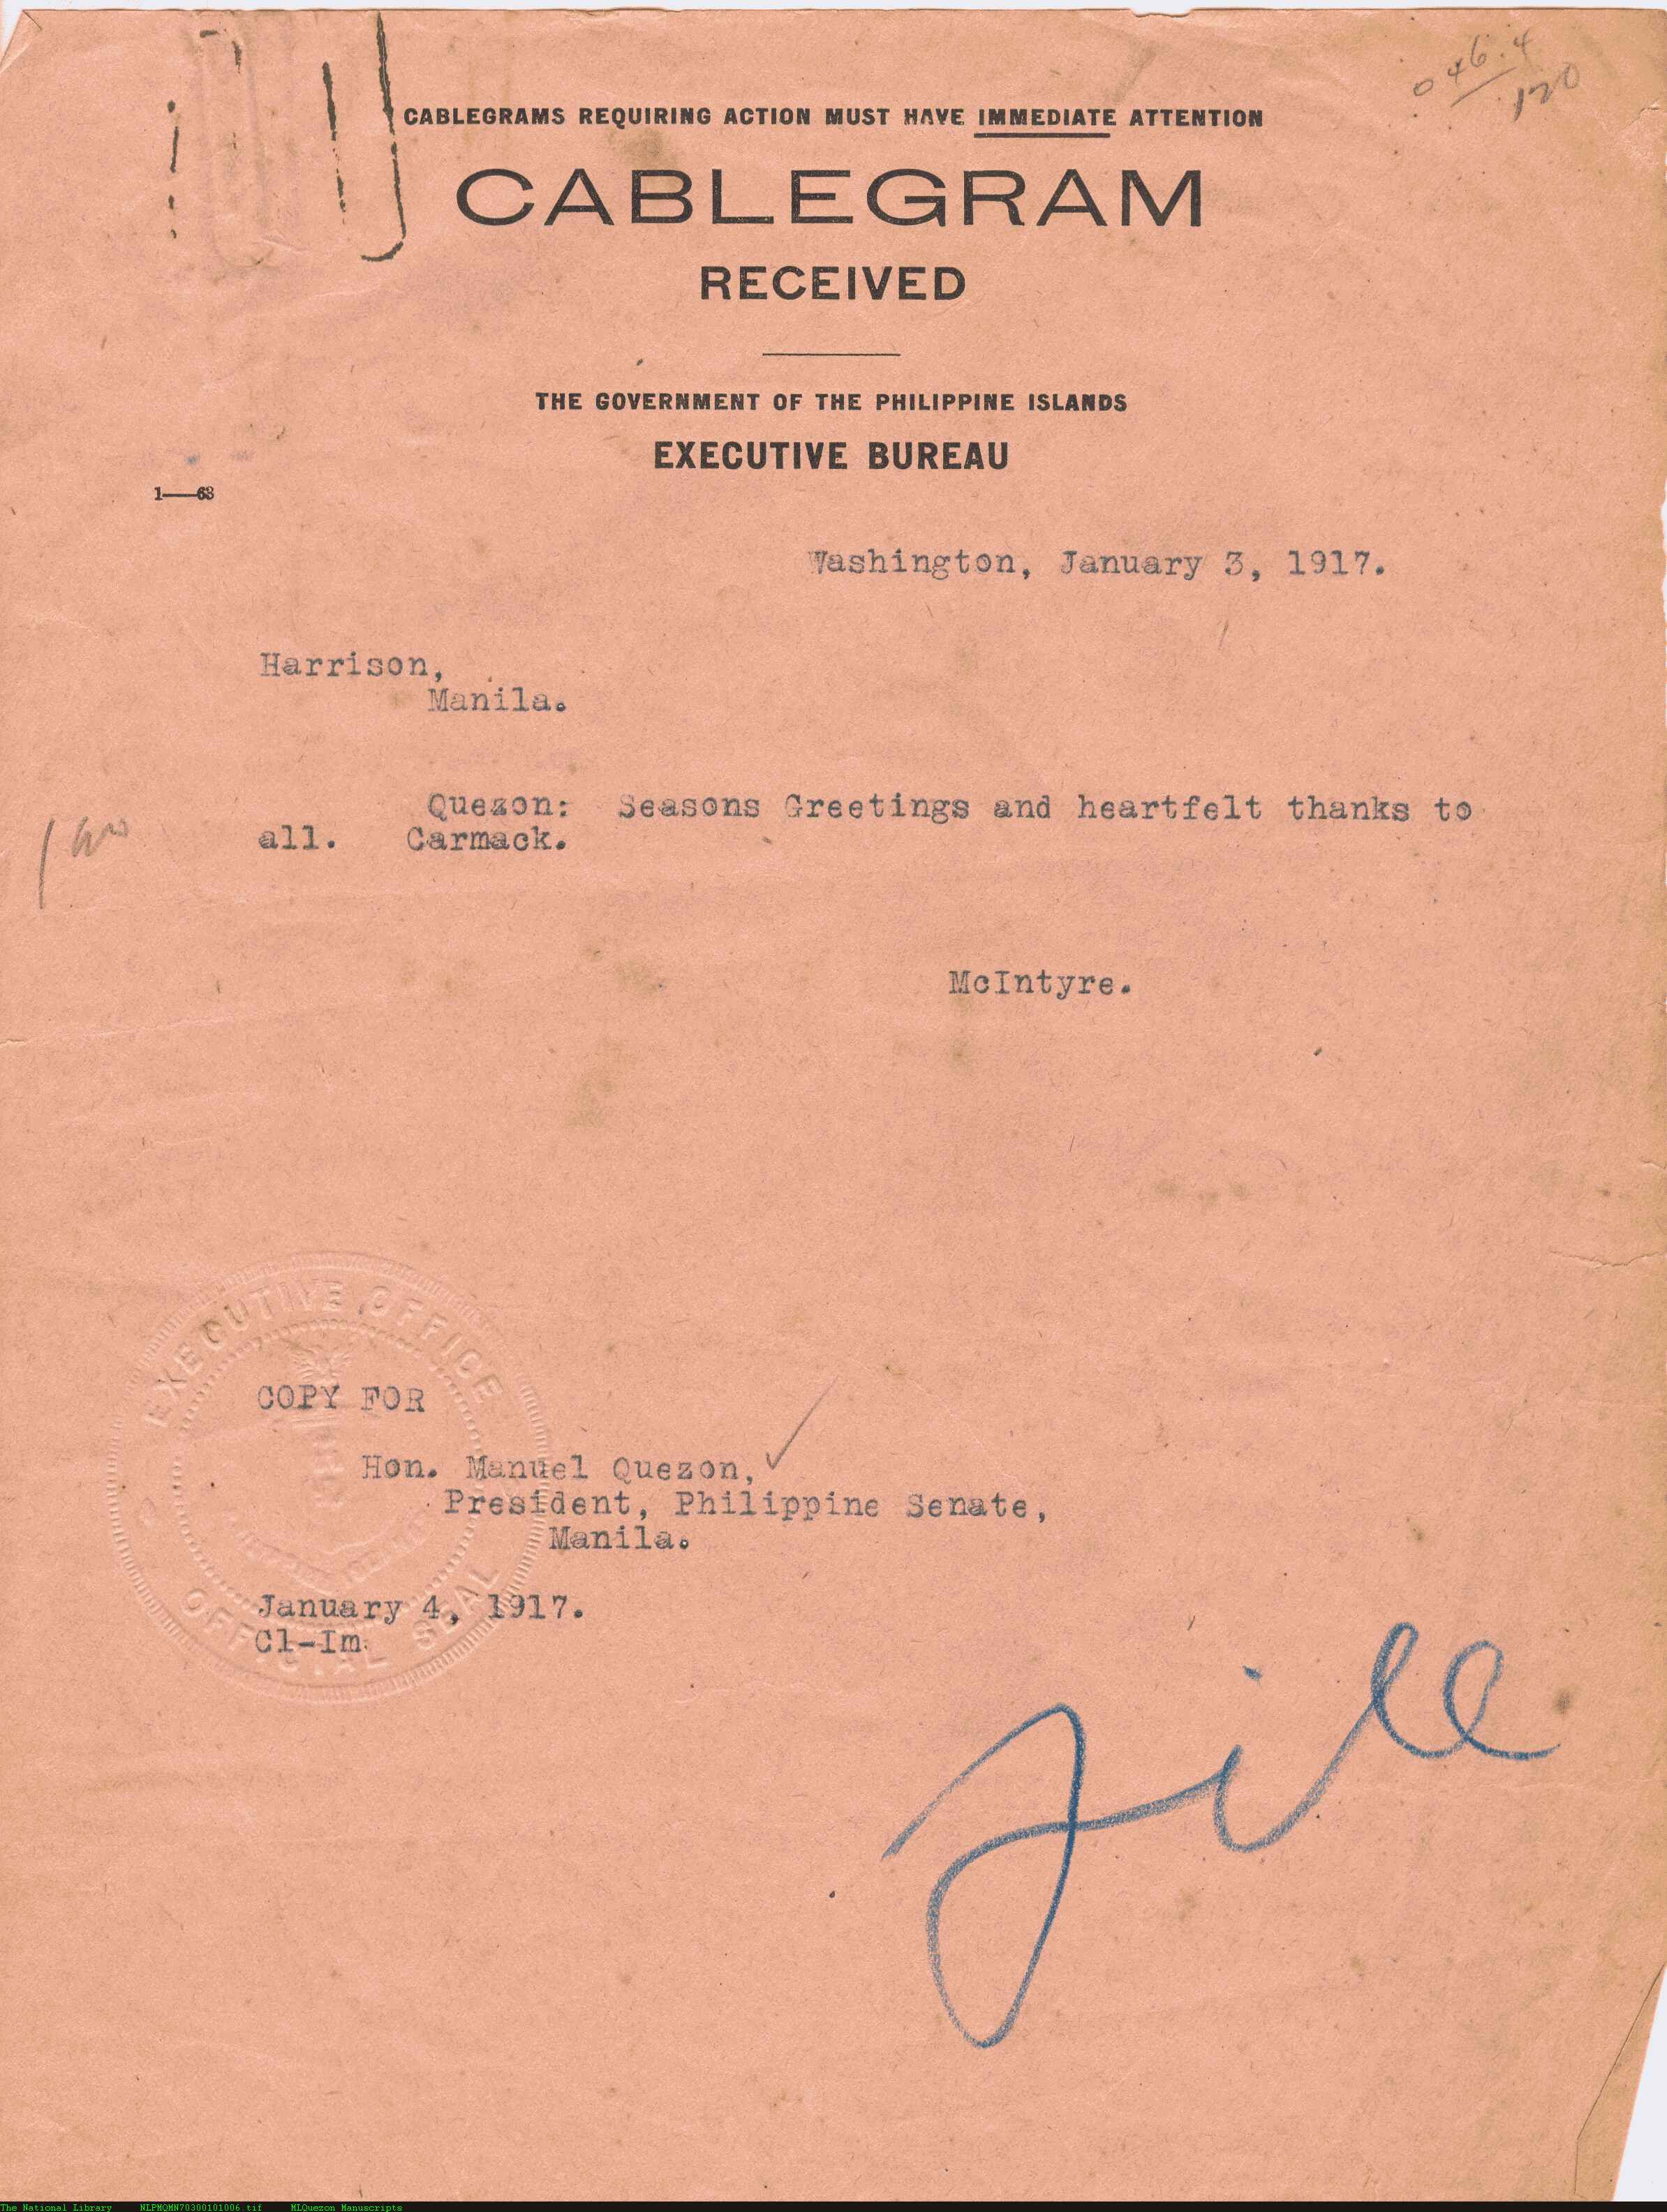 046.4
120
CABLEGRAMS REQUIRING ACTION MUST HAVE IMMEDIATE ATTENTION
CABLEGRAM
RECEIVED
THE GOVERNMENT OF THE PHILIPPINE ISLANDS
EXECUTIVE BUREAU
1—63
Washington, January 3, 1917.
Harrison,
Manila.
Quezon: Seasons Greetings and heartfelt thanks to
all. Carmack.
McIntyre.
EXECUTIVE OFFICE
COPY FOR
Hon. Manuel Quezon,
President, Philippine Senate,
Manila.
January 4, 1917.
Cl-Im
OFFICIAL SEAL
File
The National Library NLPMQMN70300101006.tif MLQuezon Manuscripts